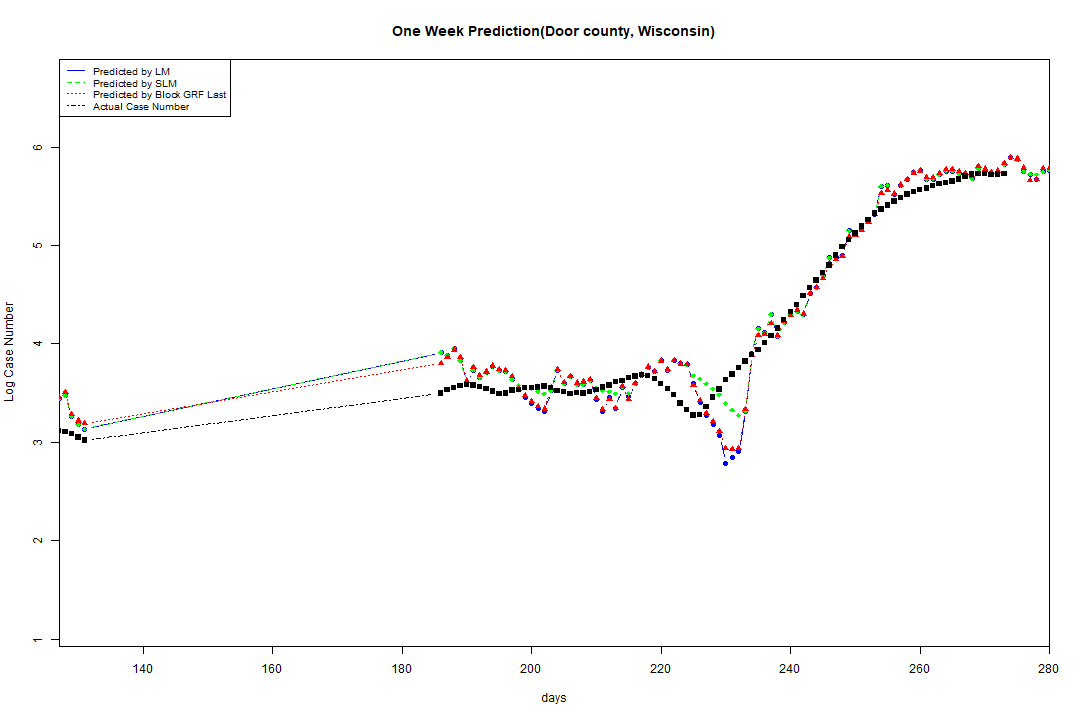 One Week Prediction(Door county, Wisconsin)
Predicted by LM
Predicted by SLM
Predicted by Block GRF Last
Actual Case Number
Log Case Number
6
5
4
3
2
1
140 160 180 200 220 240 260 280
days